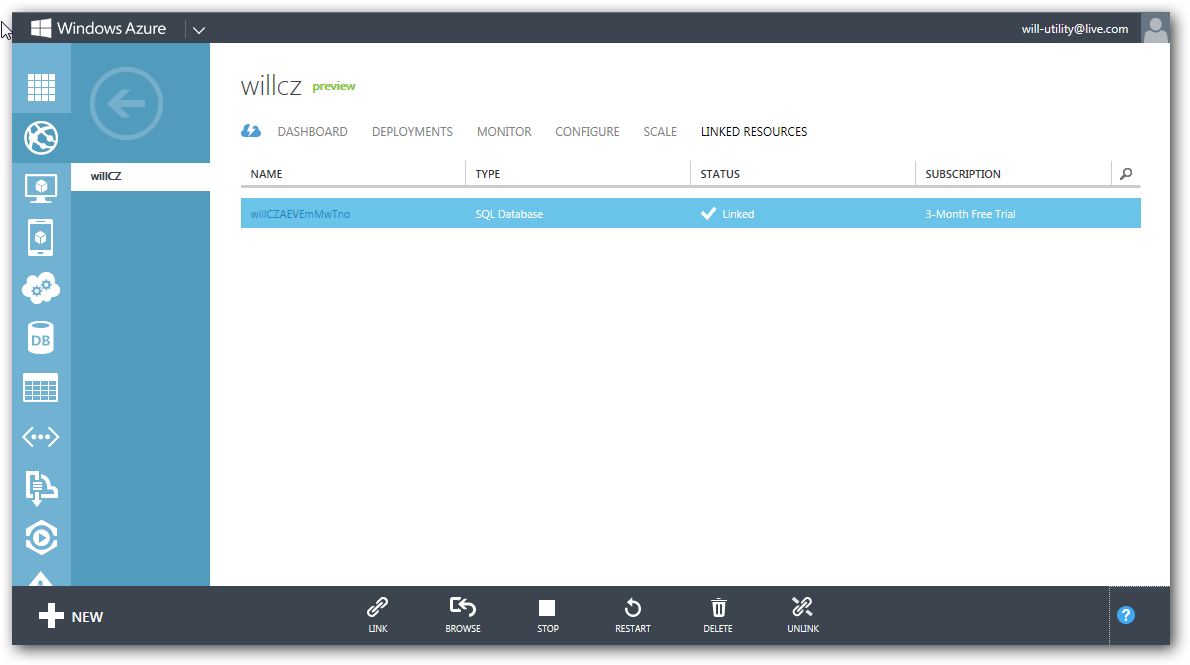 Windows Azure
will-utility@live.com
willcz preview
DASHBOARD DEPLOYMENTS MONITOR CONFIGURE SCALE LINKED RESOURCES
NAME TYPE STATUS SUBSCRIPTION
willCZ
willCZAEVEmMwTno SQL Database Linked 3-Month Free Trial
DB
NEW
LINK BROWSE STOP RESTART DELETE UNLINK
?